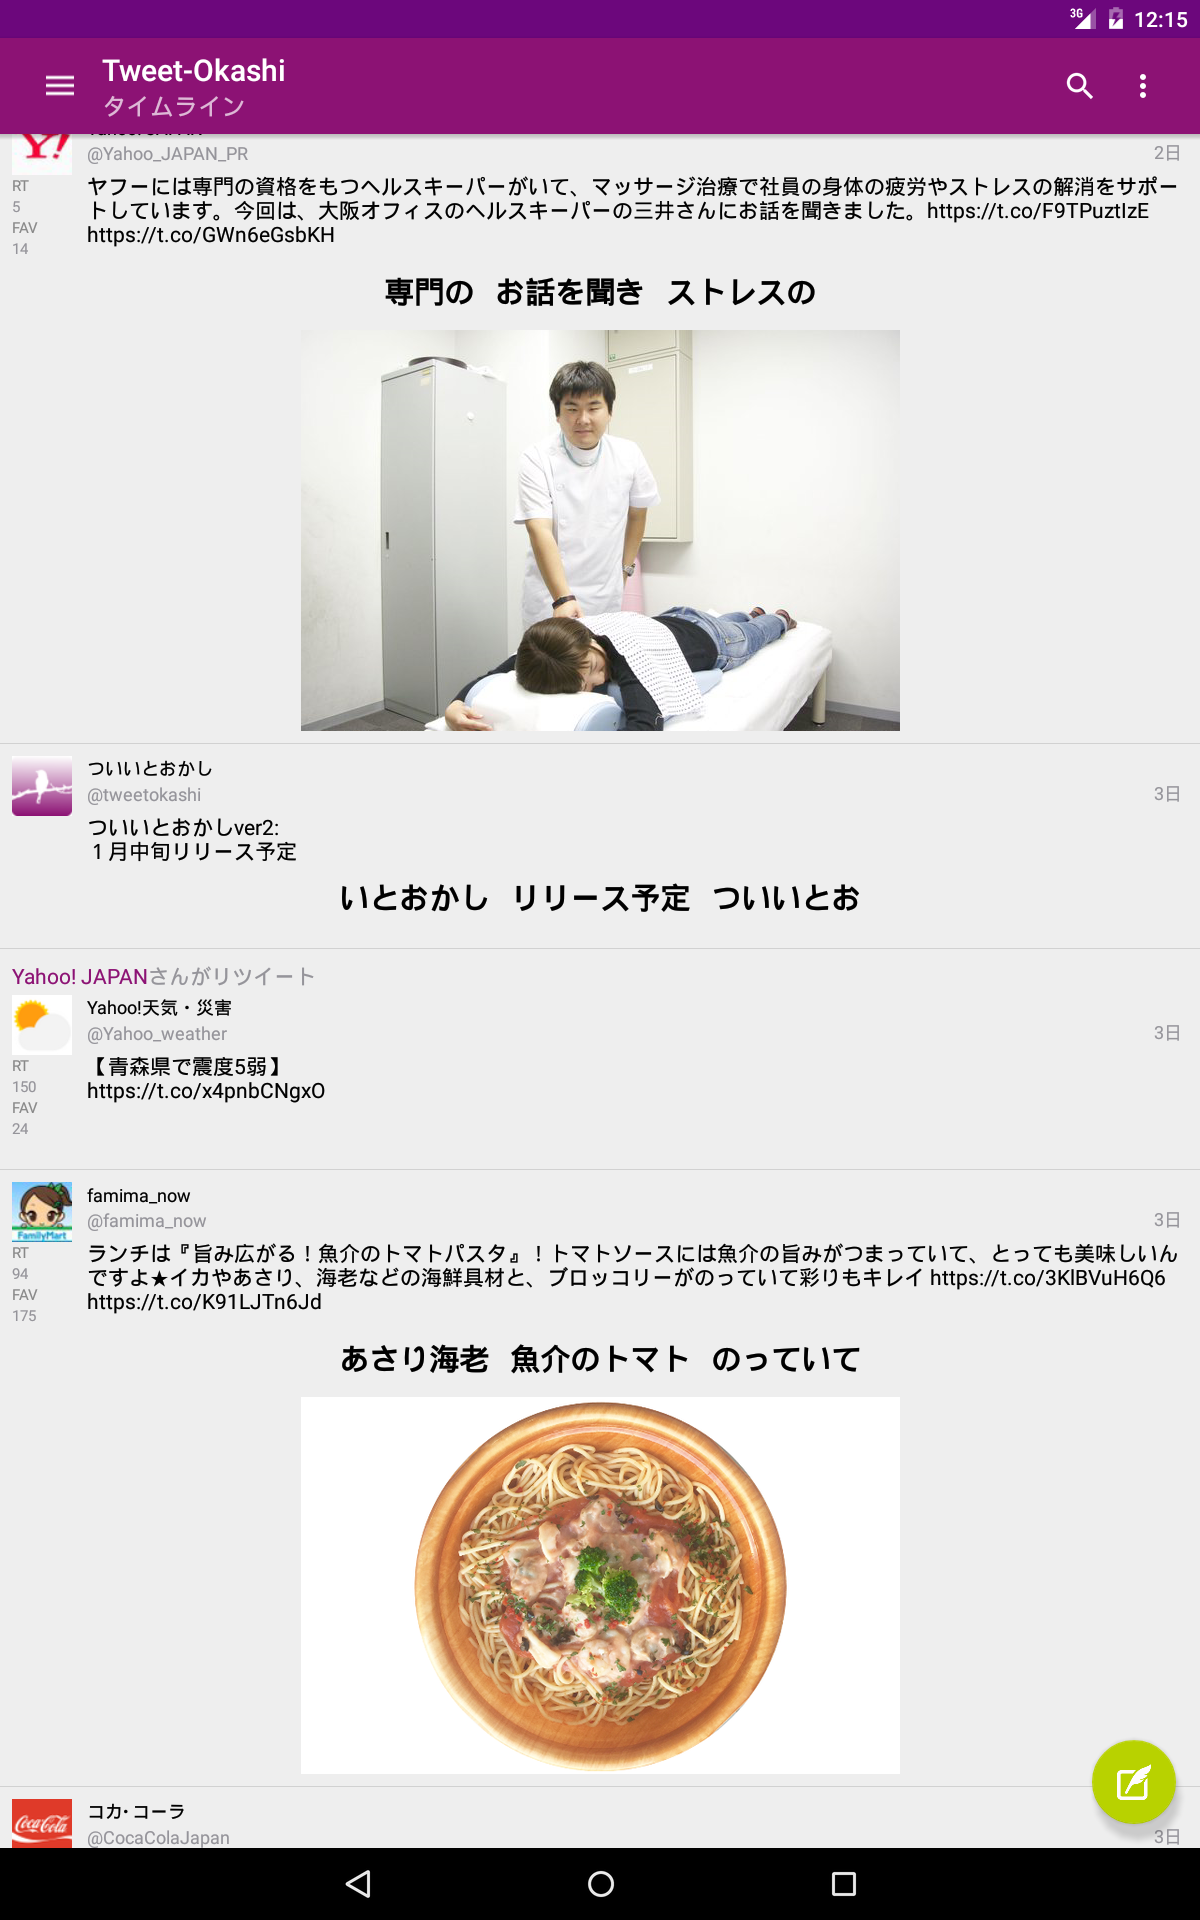 3G 12:15
Tweet-Okashi
タイムライン
Y!
@Yahoo_JAPAN_PR 2日
RT
5
FAV
14
ヤフーには専門の資格をもつヘルスキーパーがいて、マッサージ治療で社員の身体の疲労やストレスの解消をサポー
トしています。今回は、大阪オフィスのヘルスキーパーの三井さんにお話を聞きました。https://t.co/F9TPuztIzE
https://t.co/GWn6eGsbKH
専門の お話を聞き ストレスの
ついいとおかし
@tweetokashi 3日
ついいとおかしver2:
１月中旬リリース予定
いとおかし リリース予定 ついいとお
Yahoo! JAPANさんがリツイート
Yahoo!天気・災害
@Yahoo_weather 3日
RT
150
FAV
24
【青森県で震度5弱】
https://t.co/x4pnbCNgxO
famima_now
@famima_now 3日
FamilyMart
RT
94
FAV
175
ランチは『旨み広がる！魚介のトマトパスタ』！トマトソースには魚介の旨みがつまっていて、とっても美味しいん
ですよ★イカやあさり、海老などの海鮮具材と、ブロッコリーがのっていて彩りもキレイ https://t.co/3KlBVuH6Q6
https://t.co/K91LJTn6Jd
あさり海老 魚介のトマト のっていて
Coca-Cola
コカ・コーラ
@CocaColaJapan 3日